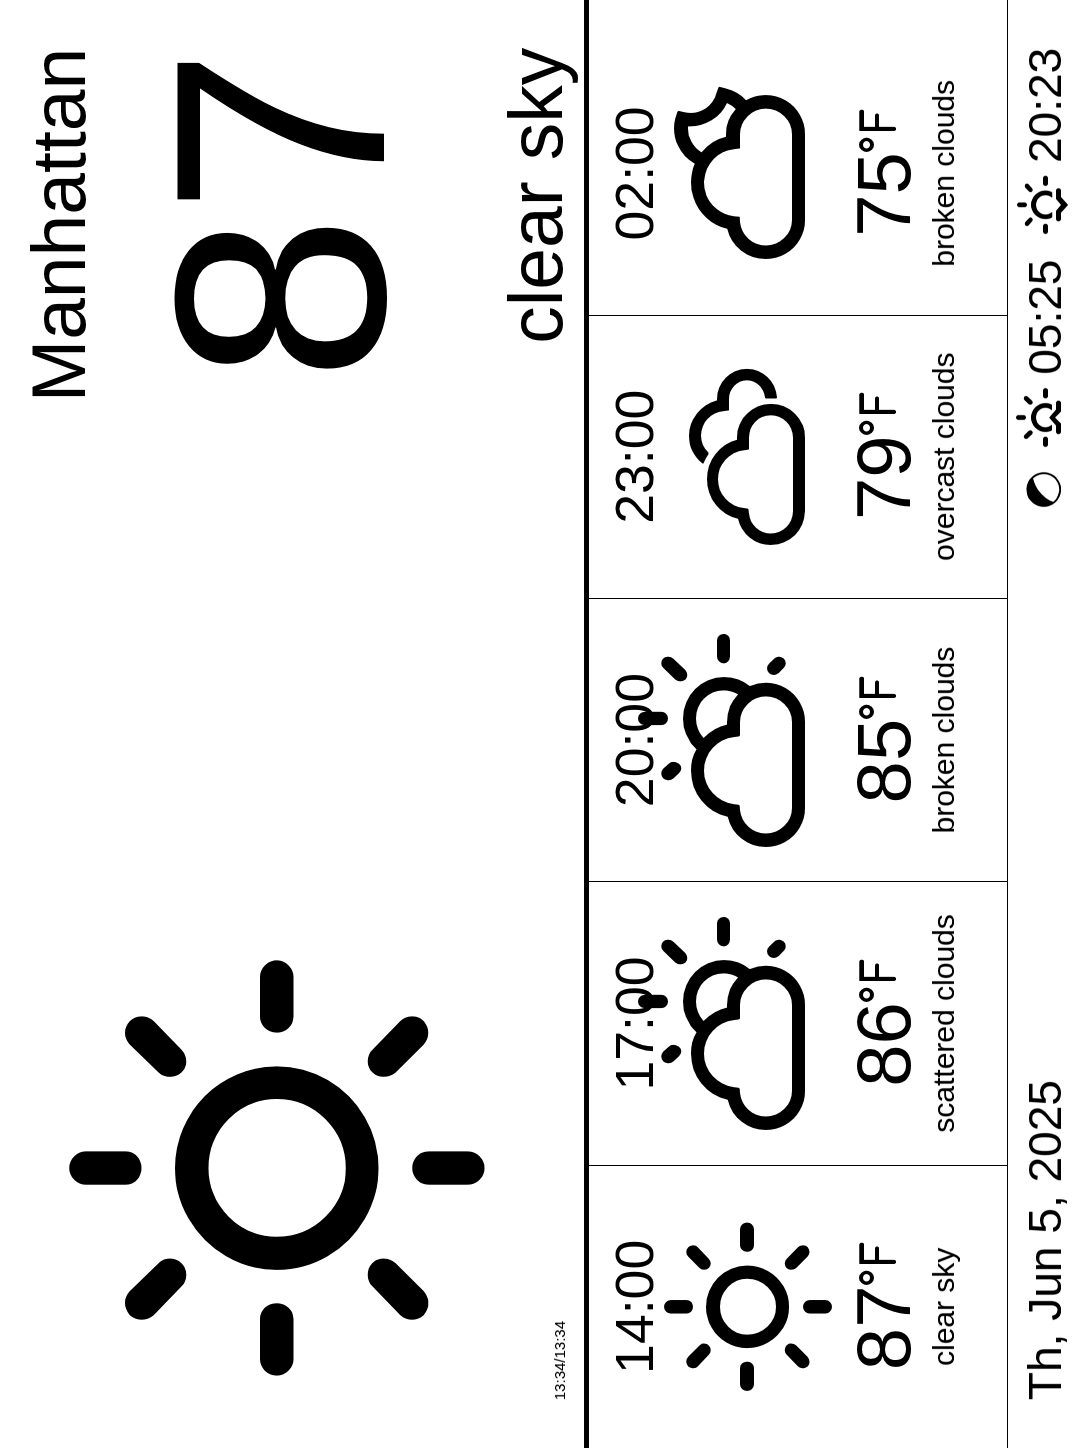 Manhattan
87
clear sky
13:34/13:34
14:00
87°F
clear sky
17:00
86°F
scattered clouds
20:00
85°F
broken clouds
23:00
79°F
overcast clouds
02:00
75°F
broken clouds
Th, Jun 5, 2025
05:25 20:23